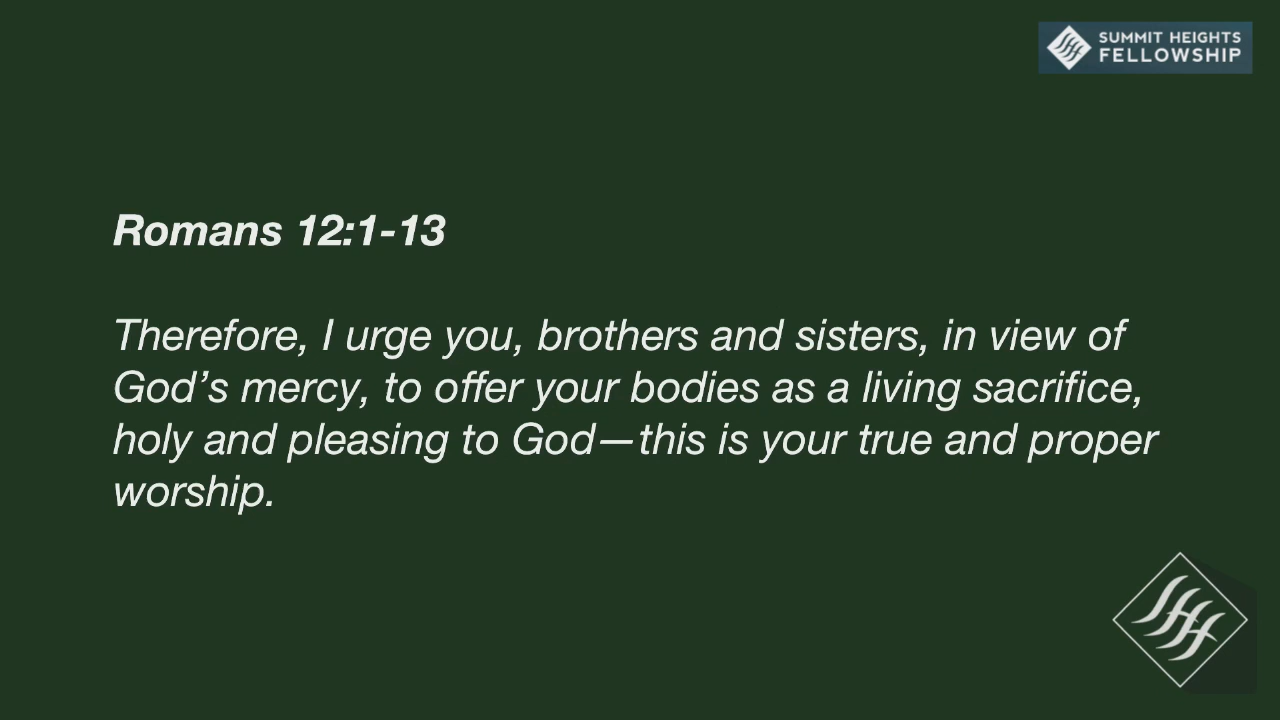 SUMMIT HEIGHTS
FELLOWSHIP
Romans 12:1-13
Therefore, I urge you, brothers and sisters, in view of
God’s mercy, to offer your bodies as a living sacrifice,
holy and pleasing to God—this is your true and proper
worship.